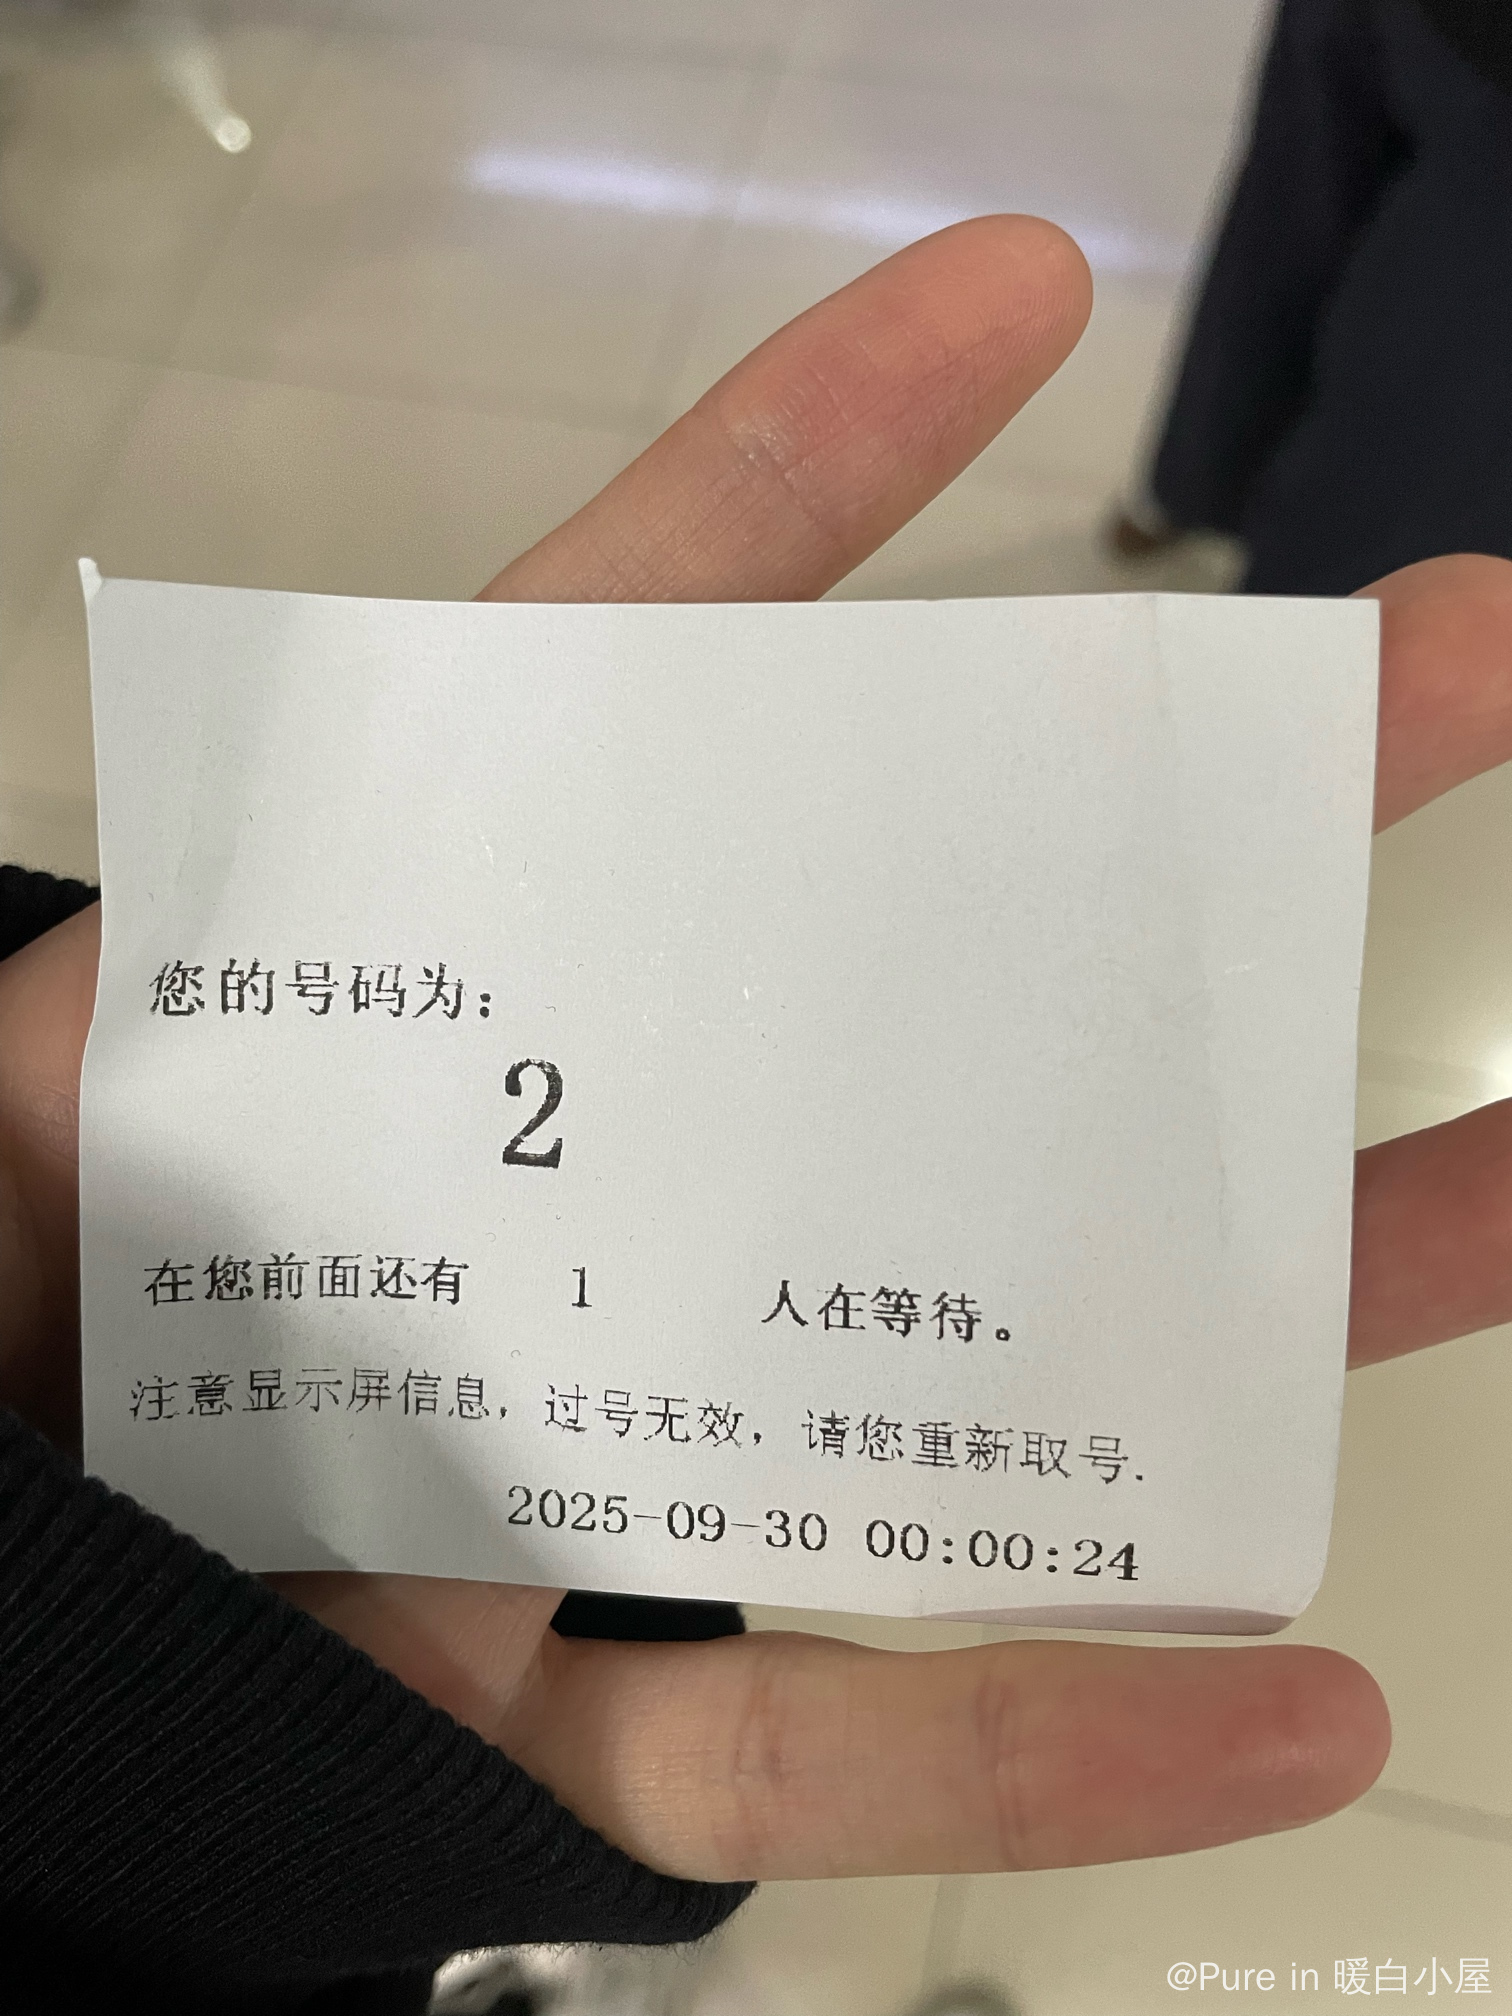 您的号码为：
2
在您前面还有 1 人在等待。
注意显示屏信息，过号无效，请您重新取号.
2025-09-30 00:00:24
@Pure in 暖白小屋